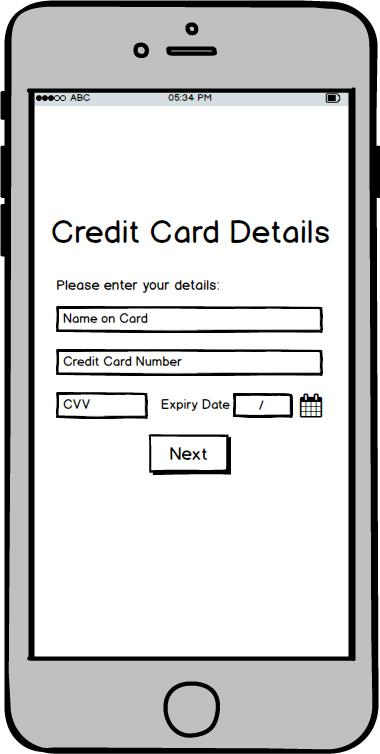 ABC 05:34 PM
Credit Card Details
Please enter your details:
Name on Card
Credit Card Number
CVV Expiry Date /
Next